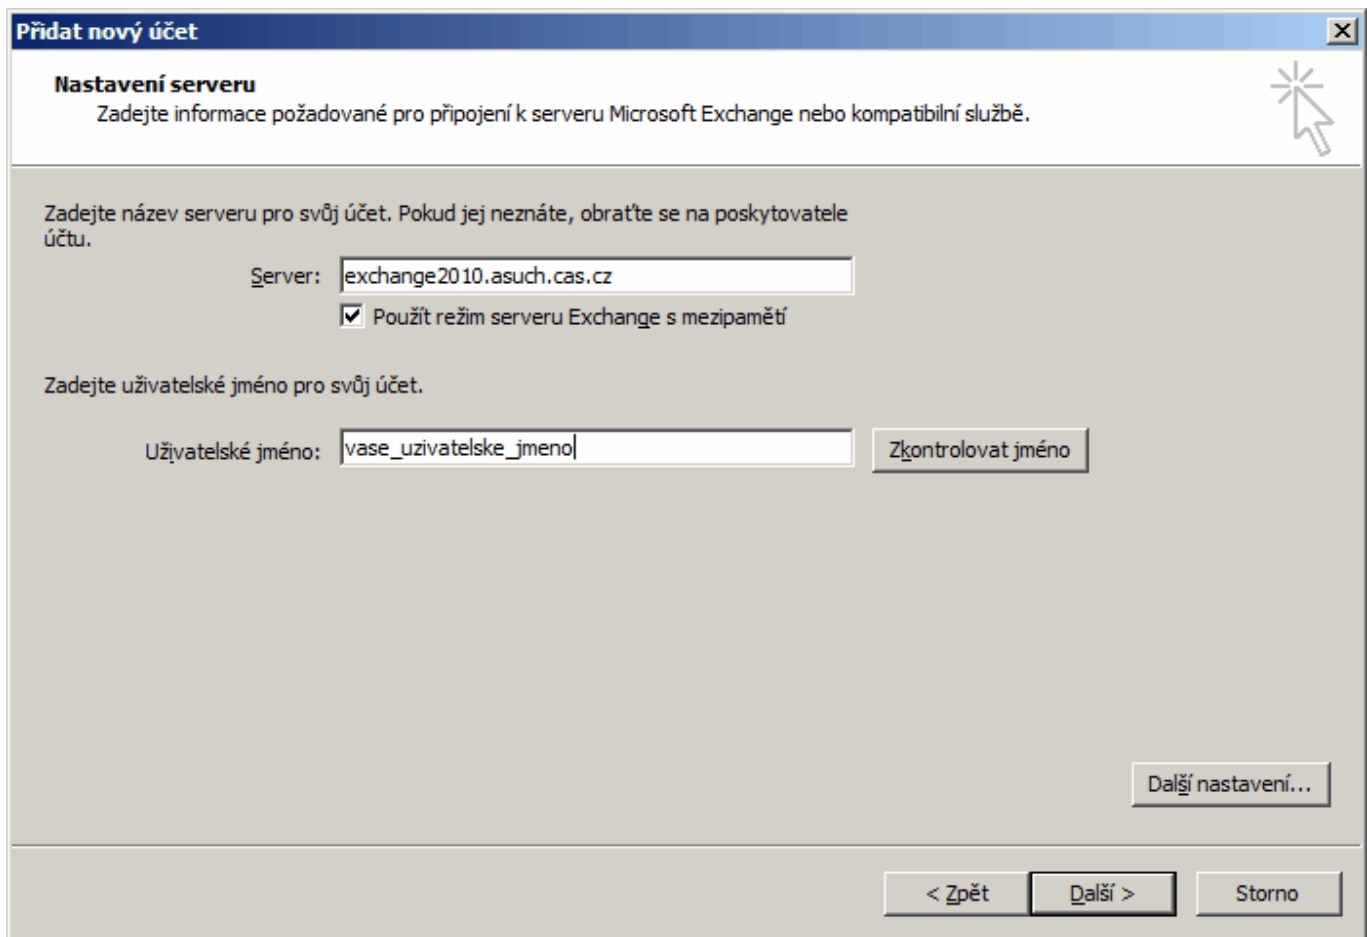 Přidat nový účet
Nastavení serveru
Zadejte informace požadované pro připojení k serveru Microsoft Exchange nebo kompatibilní službě.
Zadejte název serveru pro svůj účet. Pokud jej neznáte, obraťte se na poskytovatele
účtu.
Server: exchange2010.asuch.cas.cz
Použít režim serveru Exchange s mezipamětí
Zadejte uživatelské jméno pro svůj účet.
Uživatelské jméno: vase_uzivatelske_jmeno Zkontrolovat jméno
Další nastavení...
< Zpět Další > Storno